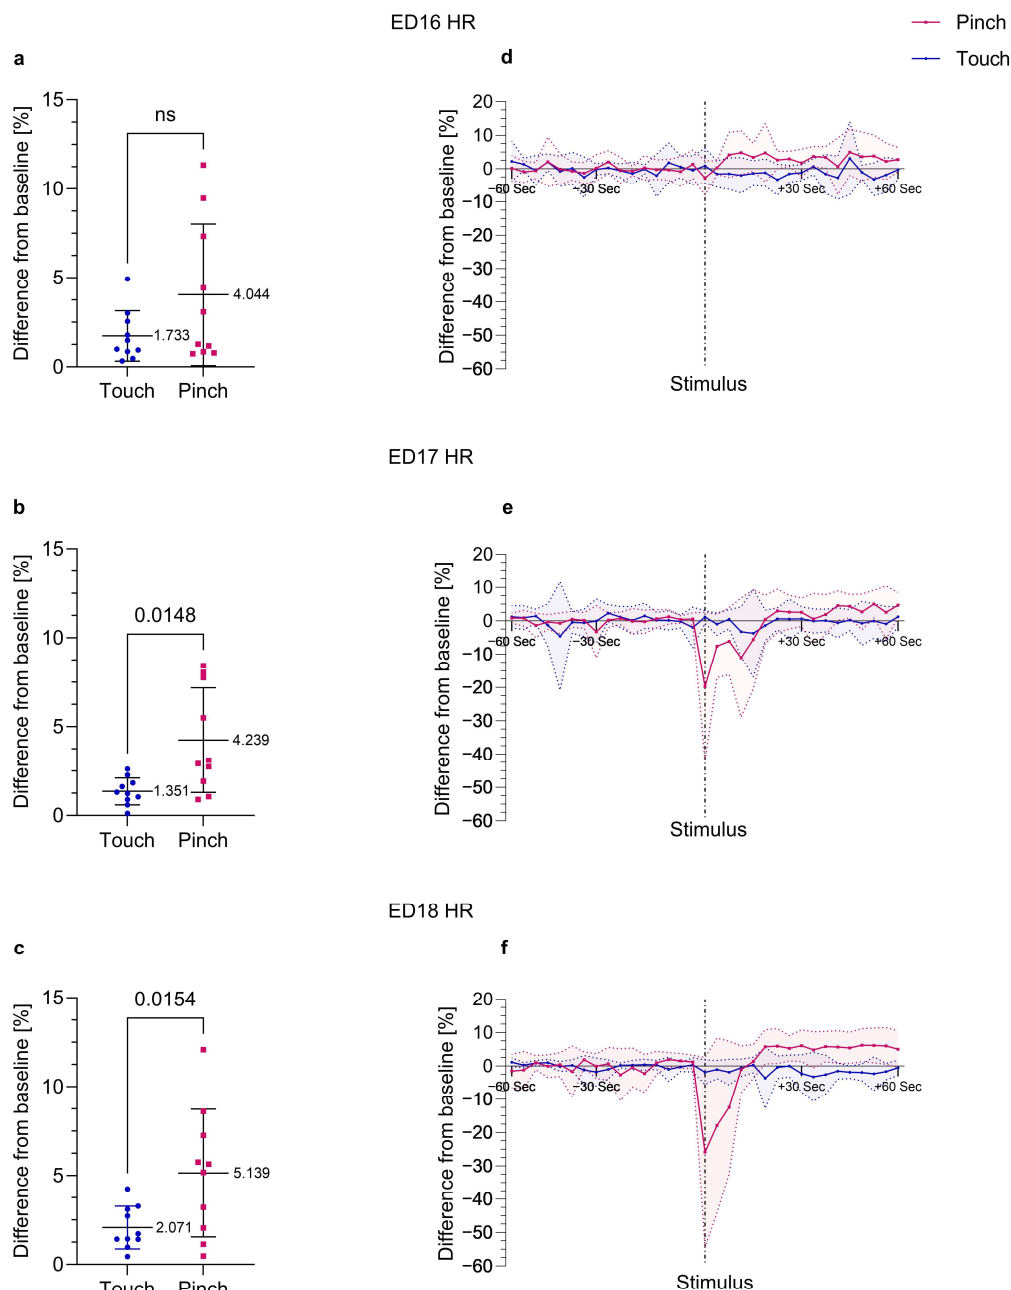 ED16 HR
Pinch
Touch
a
Difference from baseline [%]
15
10
5
0
ns
1.733
4.044
Touch Pinch
d
Difference from baseline [%]
20
10
0
−10
−20
−30
−40
−50
−60
−60 Sec −30 Sec +30 Sec +60 Sec
Stimulus
ED17 HR
b
Difference from baseline [%]
15
10
5
0
0.0148
1.351
4.239
Touch Pinch
e
Difference from baseline [%]
20
10
0
−10
−20
−30
−40
−50
−60
−60 Sec −30 Sec +30 Sec +60 Sec
Stimulus
ED18 HR
c
Difference from baseline [%]
15
10
5
0
0.0154
2.071
5.139
Touch Pinch
f
Difference from baseline [%]
20
10
0
−10
−20
−30
−40
−50
−60
−60 Sec −30 Sec +30 Sec +60 Sec
Stimulus